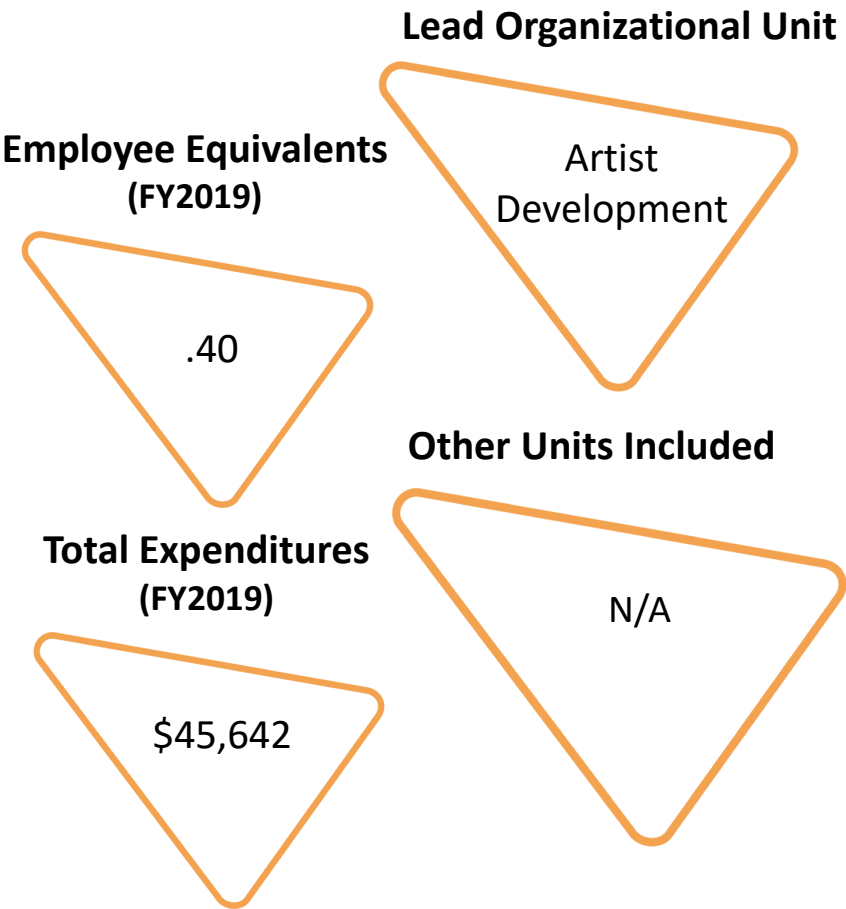 Lead Organizational Unit
Artist
Development
Employee Equivalents
(FY2019)
.40
Other Units Included
N/A
Total Expenditures
(FY2019)
$45,642